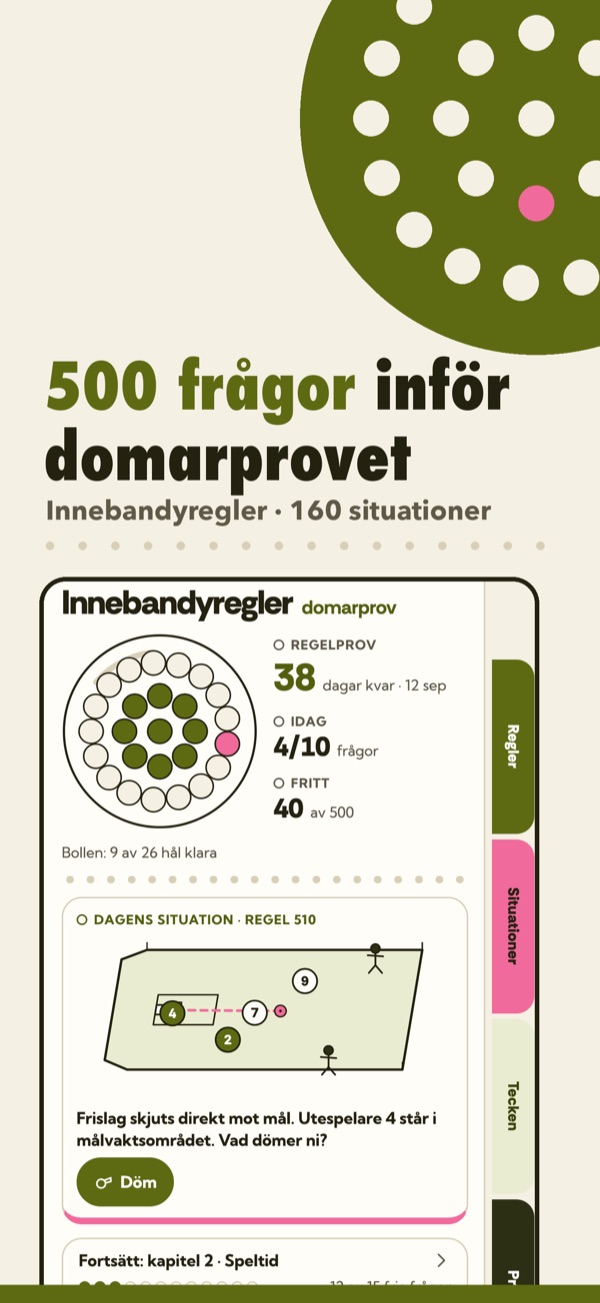 500 frågor inför
domarprovet
Innebandyregler · 160 situationer
Innebandyregler domarprov
REGELPROV
38 dagar kvar · 12 sep
IDAG
4/10 frågor
FRITT
40 av 500
Bollen: 9 av 26 hål klara
Regler
Situationer
Tecken
DAGENS SITUATION · REGEL 510
9
4
7
2
Frislag skjuts direkt mot mål. Utespelare 4 står i
målvaktsområdet. Vad dömer ni?
Döm
Fortsätt: kapitel 2 · Speltid